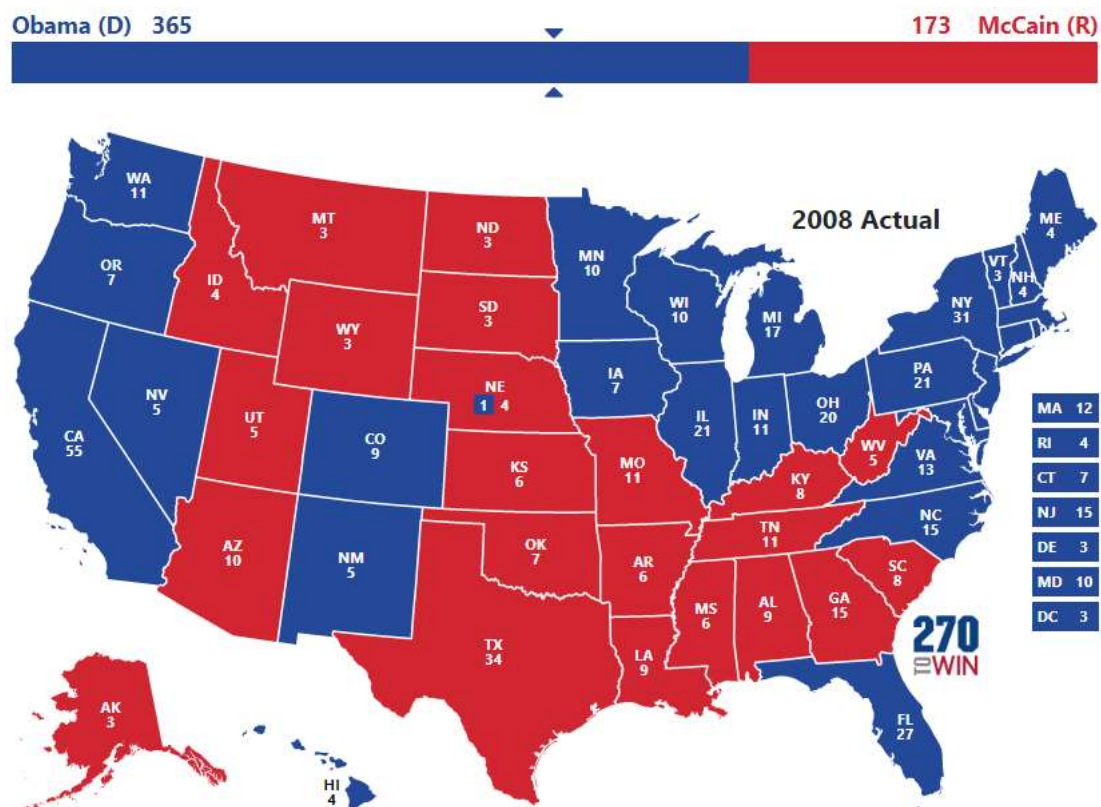 Obama (D) 365
173 McCain (R)
2008 Actual
WA
11
OR
7
CA
55
NV
5
ID
4
MT
3
WY
3
UT
5
CO
9
AZ
10
NM
5
ND
3
SD
3
NE
1 4
KS
6
OK
7
TX
34
MN
10
IA
7
MO
11
AR
6
LA
9
WI
10
IL
21
MI
17
IN
11
OH
20
KY
8
TN
11
MS
6
AL
9
GA
15
FL
27
SC
8
NC
15
VA
13
WV
5
PA
21
NY
31
VT
3
NH
4
ME
4
MA 12
RI 4
CT 7
NJ 15
DE 3
MD 10
DC 3
AK
3
HI
4
270
TO WIN